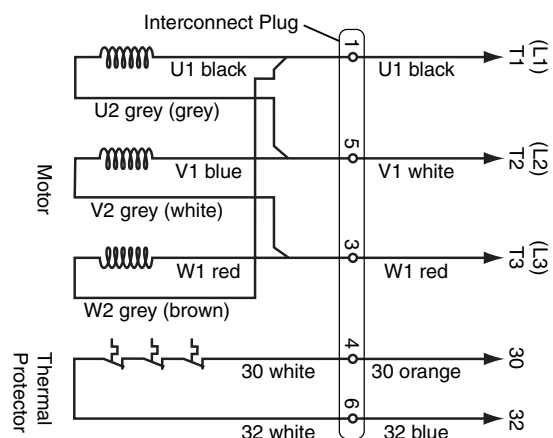 Interconnect Plug
1
U1 black
U1 black
T1 (L1)
U2 grey (grey)
5
V1 blue
V1 white
T2 (L2)
Motor
V2 grey (white)
3
W1 red
W1 red
T3 (L3)
W2 grey (brown)
4
30 white
30 orange
30
Thermal
Protector
6
32 white
32 blue
32